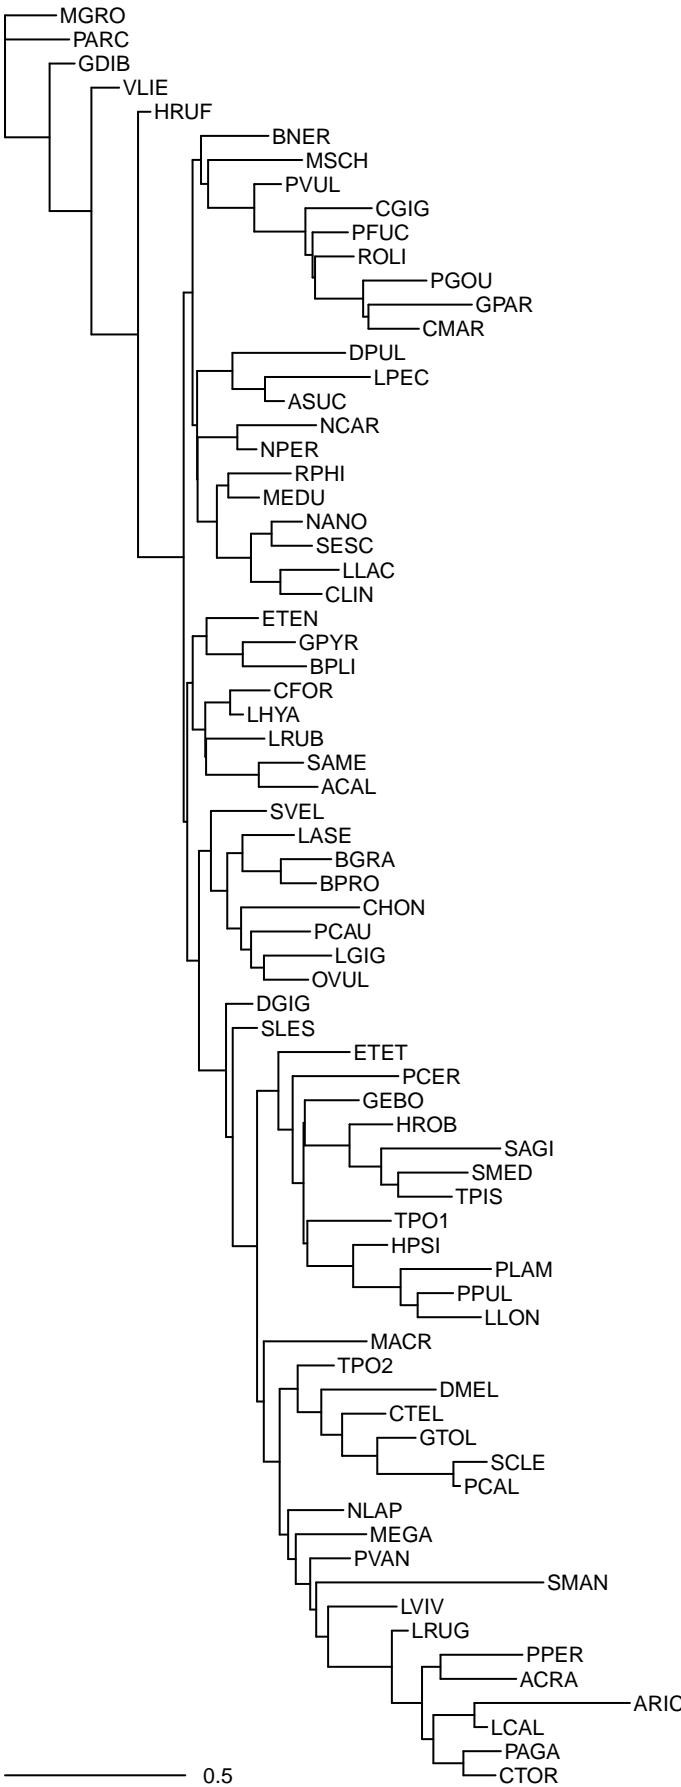 MGRO
PARC
GDIB
VLIE
HRUF
BNER
MSCH
PVUL
CGIG
PFUC
ROLI
PGOU
GPAR
CMAR
DPUL
LPEC
ASUC
NCAR
NPER
RPHI
MEDU
NANO
SESC
LLAC
CLIN
ETEN
GPYR
BPLI
CFOR
LHYA
LRUB
SAME
ACAL
SVEL
LASE
BGRA
BPRO
CHON
PCAU
LGIG
OVUL
DGIG
SLES
ETET
PCER
GEBO
HROB
SAGI
SMED
TPIS
TPO1
HPSI
PLAM
PPUL
LLON
MACR
TPO2
DMEL
CTEL
GTOL
SCLE
PCAL
NLAP
MEGA
PVAN
SMAN
LVIV
LRUG
PPER
ACRA
ARIC
LCAL
PAGA
CTOR
0.5